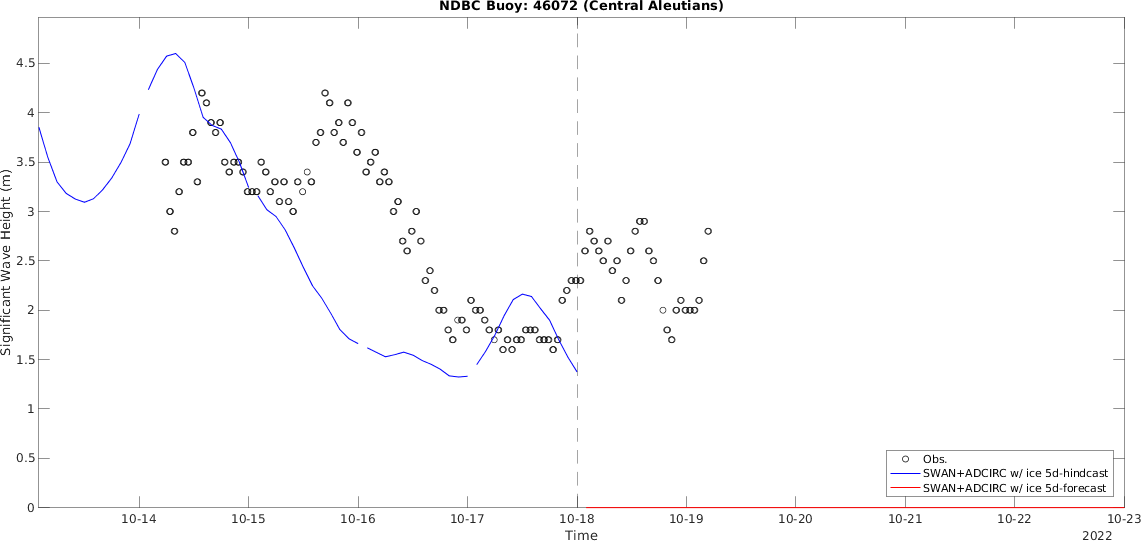 NDBC Buoy: 46072 (Central Aleutians)
Significant Wave Height (m)
4.5
4
3.5
3
2.5
2
1.5
1
0.5
0
Obs.
SWAN+ADCIRC w/ ice 5d-hindcast
SWAN+ADCIRC w/ ice 5d-forecast
10-14 10-15 10-16 10-17 10-18 10-19 10-20 10-21 10-22 10-23
Time
2022